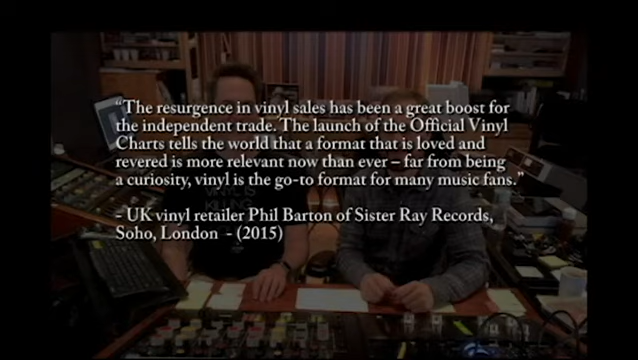 “The resurgence in vinyl sales has been a great boost for
the independent trade. The launch of the Official Vinyl
Charts tells the world that a format that is loved and
revered is more relevant now than ever – far from being
a curiosity, vinyl is the go-to format for many music fans.”
- UK vinyl retailer Phil Barton of Sister Ray Records,
Soho, London - (2015)